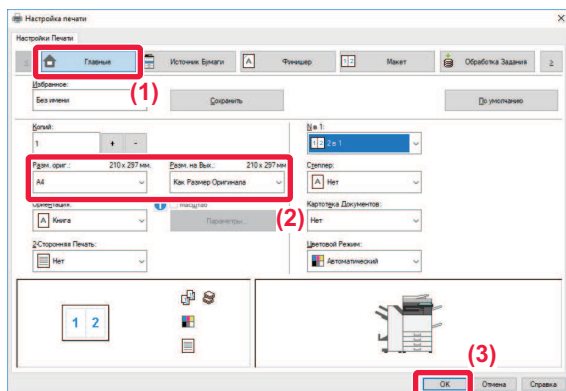 Настройка печати
Настройки Печати
Главные
Источник Бумаги
Финишер
Макет
Обработка Задания
(1)
Избранное:
Без имени
Сохранить
По умолчанию
Копий:
1
+ -
N в 1:
2 в 1
Разм. ориг.: 210 x 297 мм.
Разм. на Вых.: 210 x 297 мм
A4
Как Размер Оригинала
Степлер:
Нет
Ориентация:
Масштаб
Книга
Параметры...
(2)
Картотека Документов:
Нет
2-Сторонняя Печать:
Нет
Цветовой Режим:
Автоматический
1 2
(3)
OK
Отмена
Справка